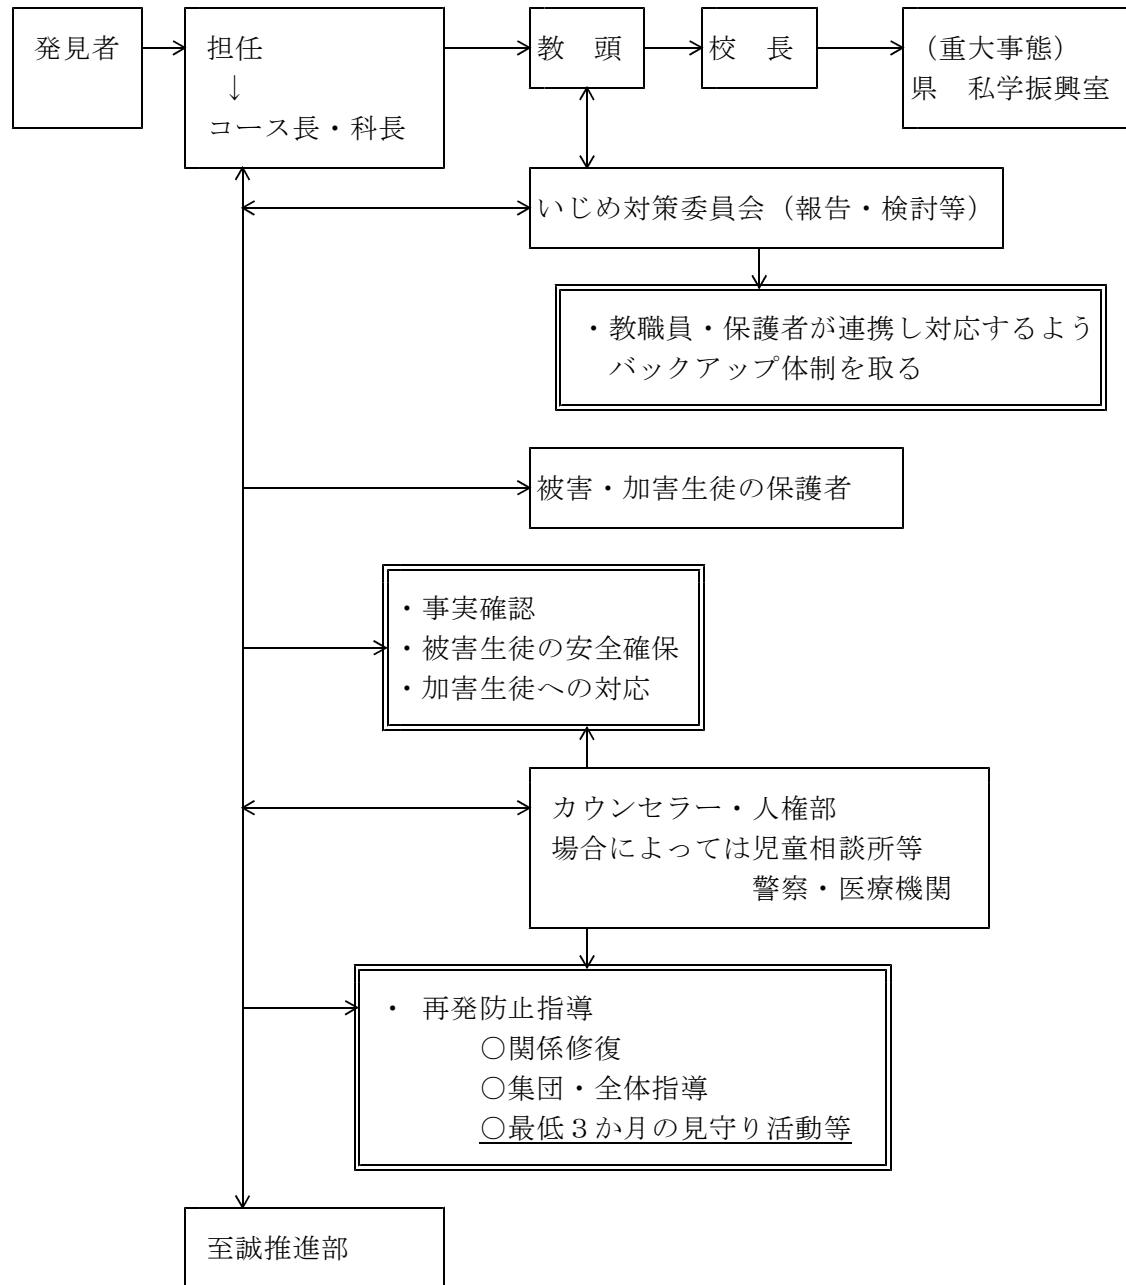 発見者
担任
↓
コース長・科長
教　頭
校　長
（重大事態）
県　私学振興室
いじめ対策委員会（報告・検討等）
・教職員・保護者が連携し対応するよう
バックアップ体制を取る
被害・加害生徒の保護者
・事実確認
・被害生徒の安全確保
・加害生徒への対応
カウンセラー・人権部
場合によっては児童相談所等
警察・医療機関
・ 再発防止指導
○関係修復
○集団・全体指導
○最低３か月の見守り活動等
至誠推進部